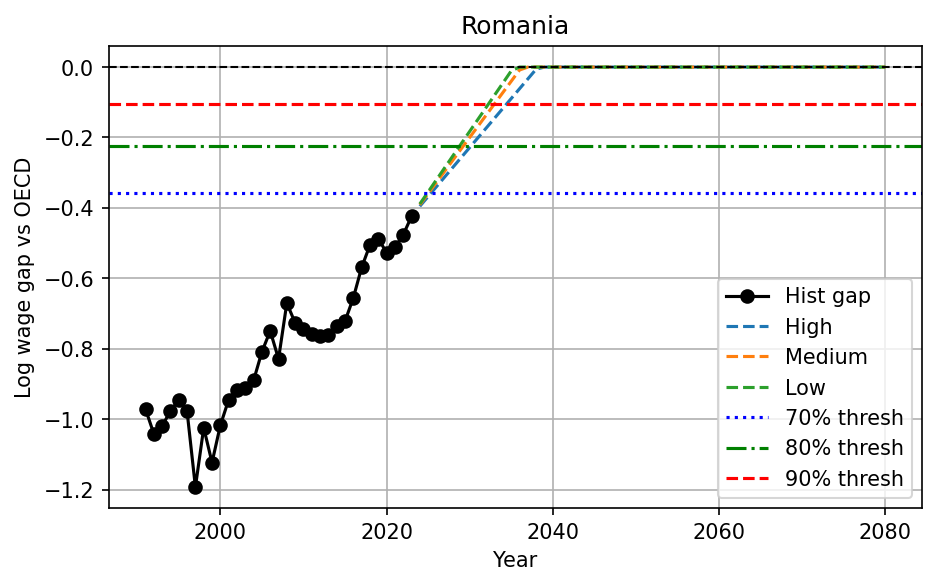 Romania
Log wage gap vs OECD
0.0
−0.2
−0.4
−0.6
−0.8
−1.0
−1.2
Hist gap
High
Medium
Low
70% thresh
80% thresh
90% thresh
2000 2020 2040 2060 2080
Year